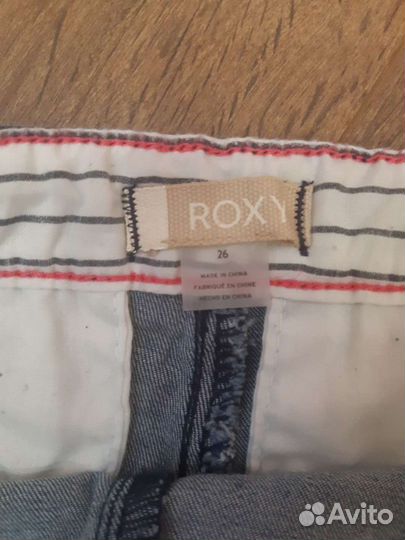 ROXY
26
MADE IN CHINA
FABRIQUÉ EN CHINE
HECHO EN CHINA
Avito